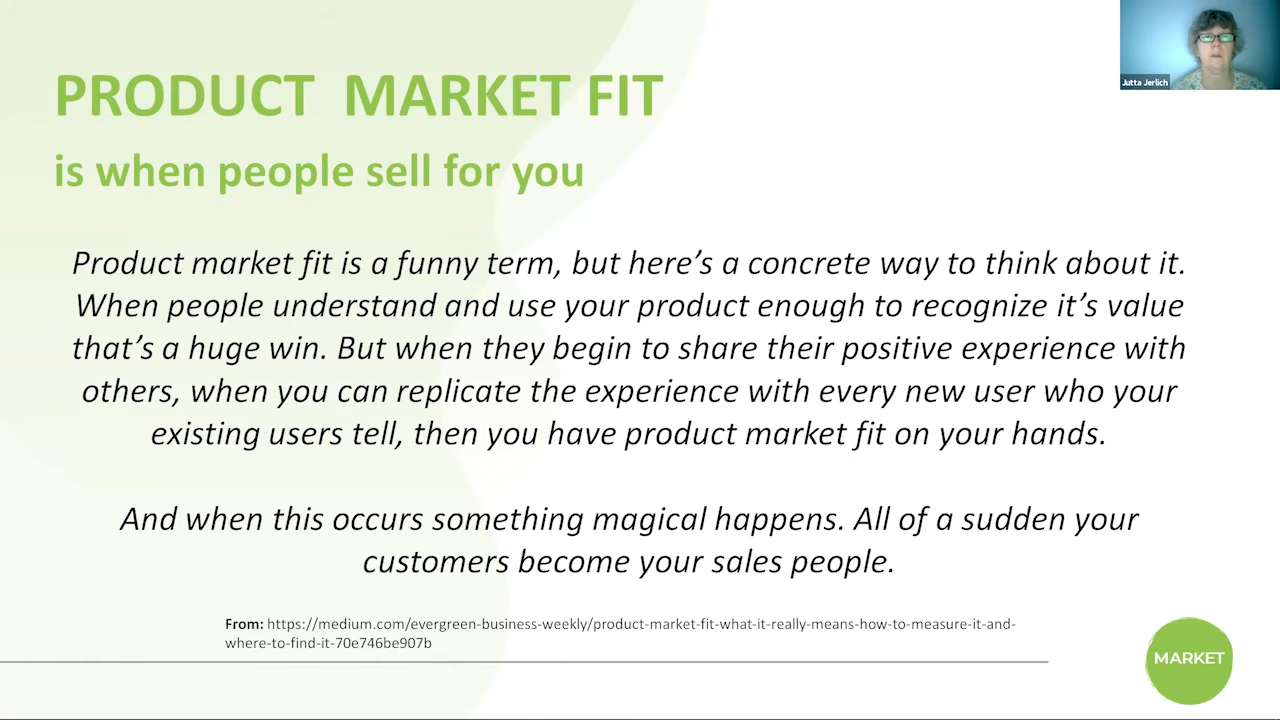 PRODUCT MARKET FIT
is when people sell for you
Product market fit is a funny term, but here's a concrete way to think about it.
When people understand and use your product enough to recognize it's value
that's a huge win. But when they begin to share their positive experience with
others, when you can replicate the experience with every new user who your
existing users tell, then you have product market fit on your hands.
And when this occurs something magical happens. All of a sudden your
customers become your sales people.
From: https://medium.com/evergreen-business-weekly/product-market-fit-what-it-really-means-how-to-measure-it-and-
where-to-find-it-70e746be907b
MARKET
Jutta Jerlich